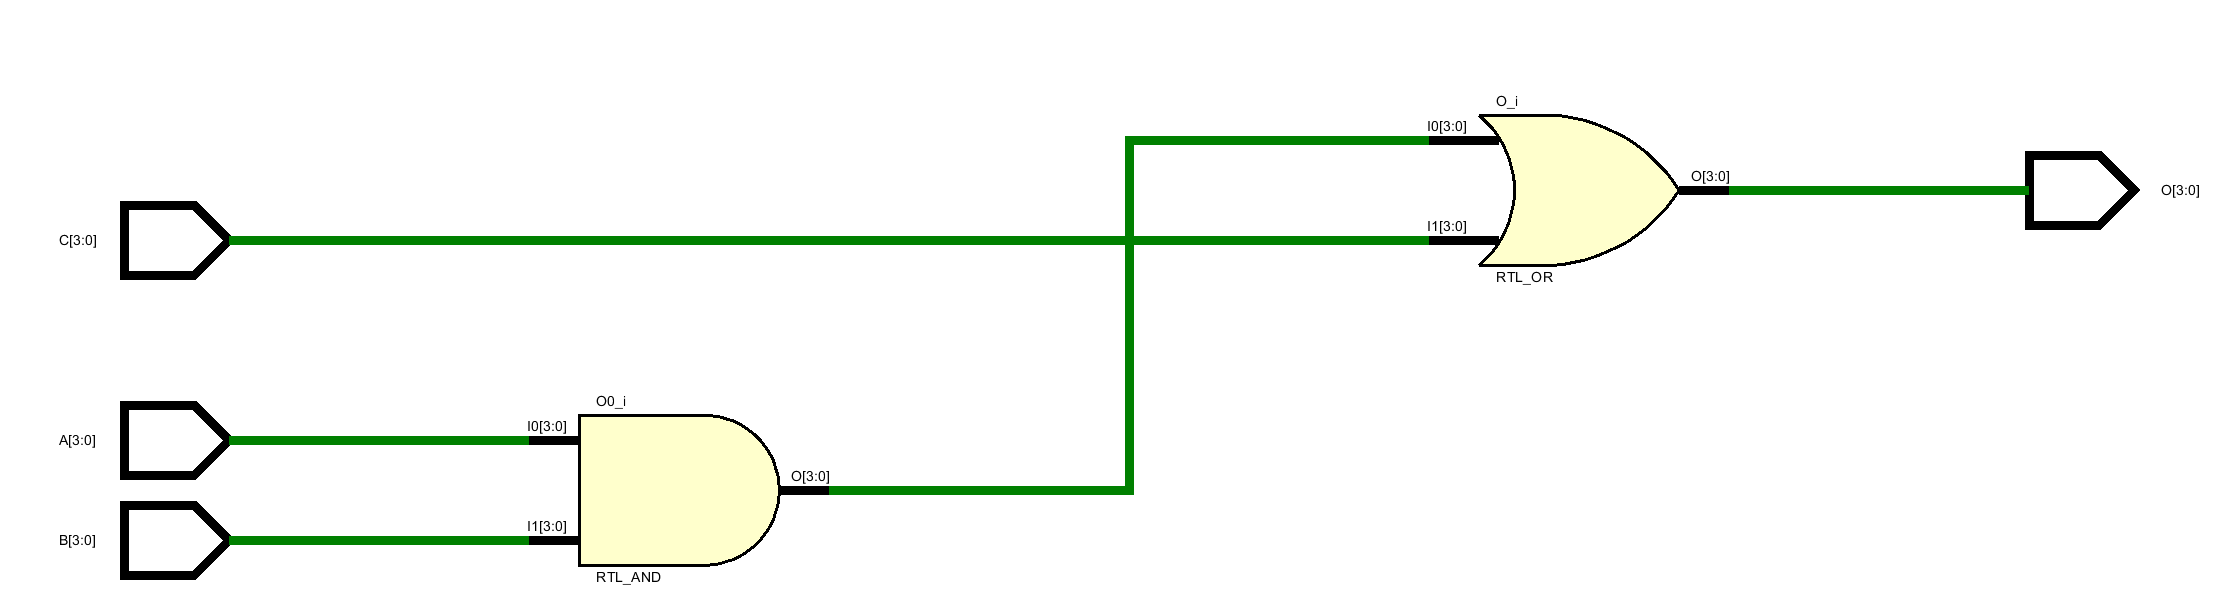 O_i
I0[3:0]
O[3:0]
O[3:0]
C[3:0]
I1[3:0]
RTL_OR
O0_i
I0[3:0]
A[3:0]
O[3:0]
I1[3:0]
B[3:0]
RTL_AND